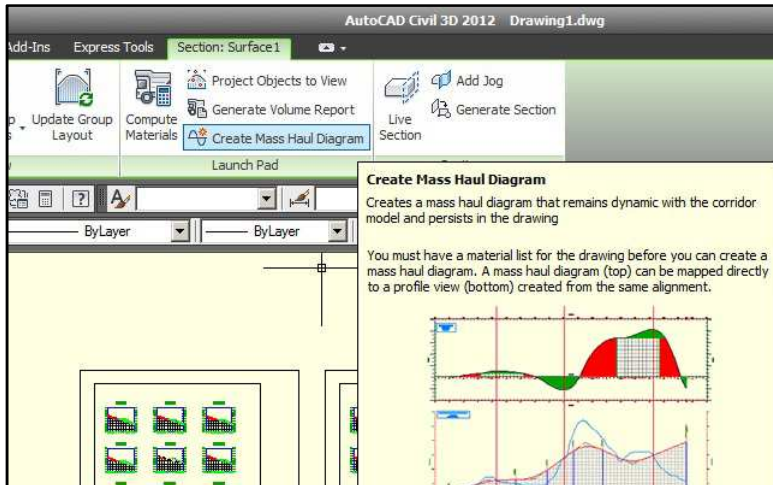 AutoCAD Civil 3D 2012 Drawing1.dwg
Add-Ins Express Tools Section: Surface1
Update Group
Layout
Compute
Materials
Project Objects to View
Generate Volume Report
Create Mass Haul Diagram
Live
Section
Add Jog
Generate Section
Launch Pad
ByLayer
ByLayer
Create Mass Haul Diagram
Creates a mass haul diagram that remains dynamic with the corridor
model and persists in the drawing
You must have a material list for the drawing before you can create a
mass haul diagram. A mass haul diagram (top) can be mapped directly
to a profile view (bottom) created from the same alignment.